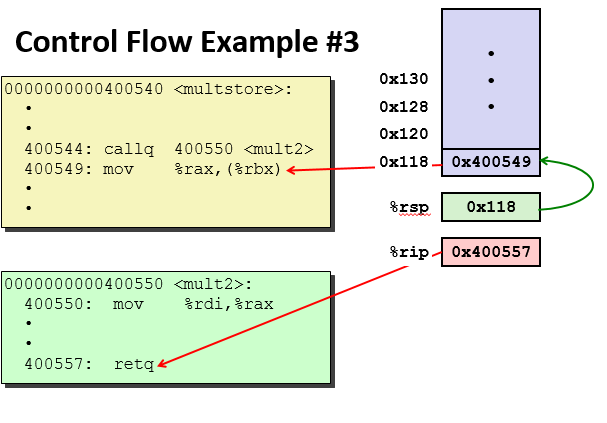 Control Flow Example #3
0000000000400540 <multstore>:
•
•
400544: callq  400550 <mult2>
400549: mov    %rax,(%rbx)
•
•
0000000000400550 <mult2>:
400550:  mov    %rdi,%rax
•
•
400557:  retq
•
0x130 •
0x128 •
0x120
0x118 0x400549
%rsp 0x118
%rip 0x400557